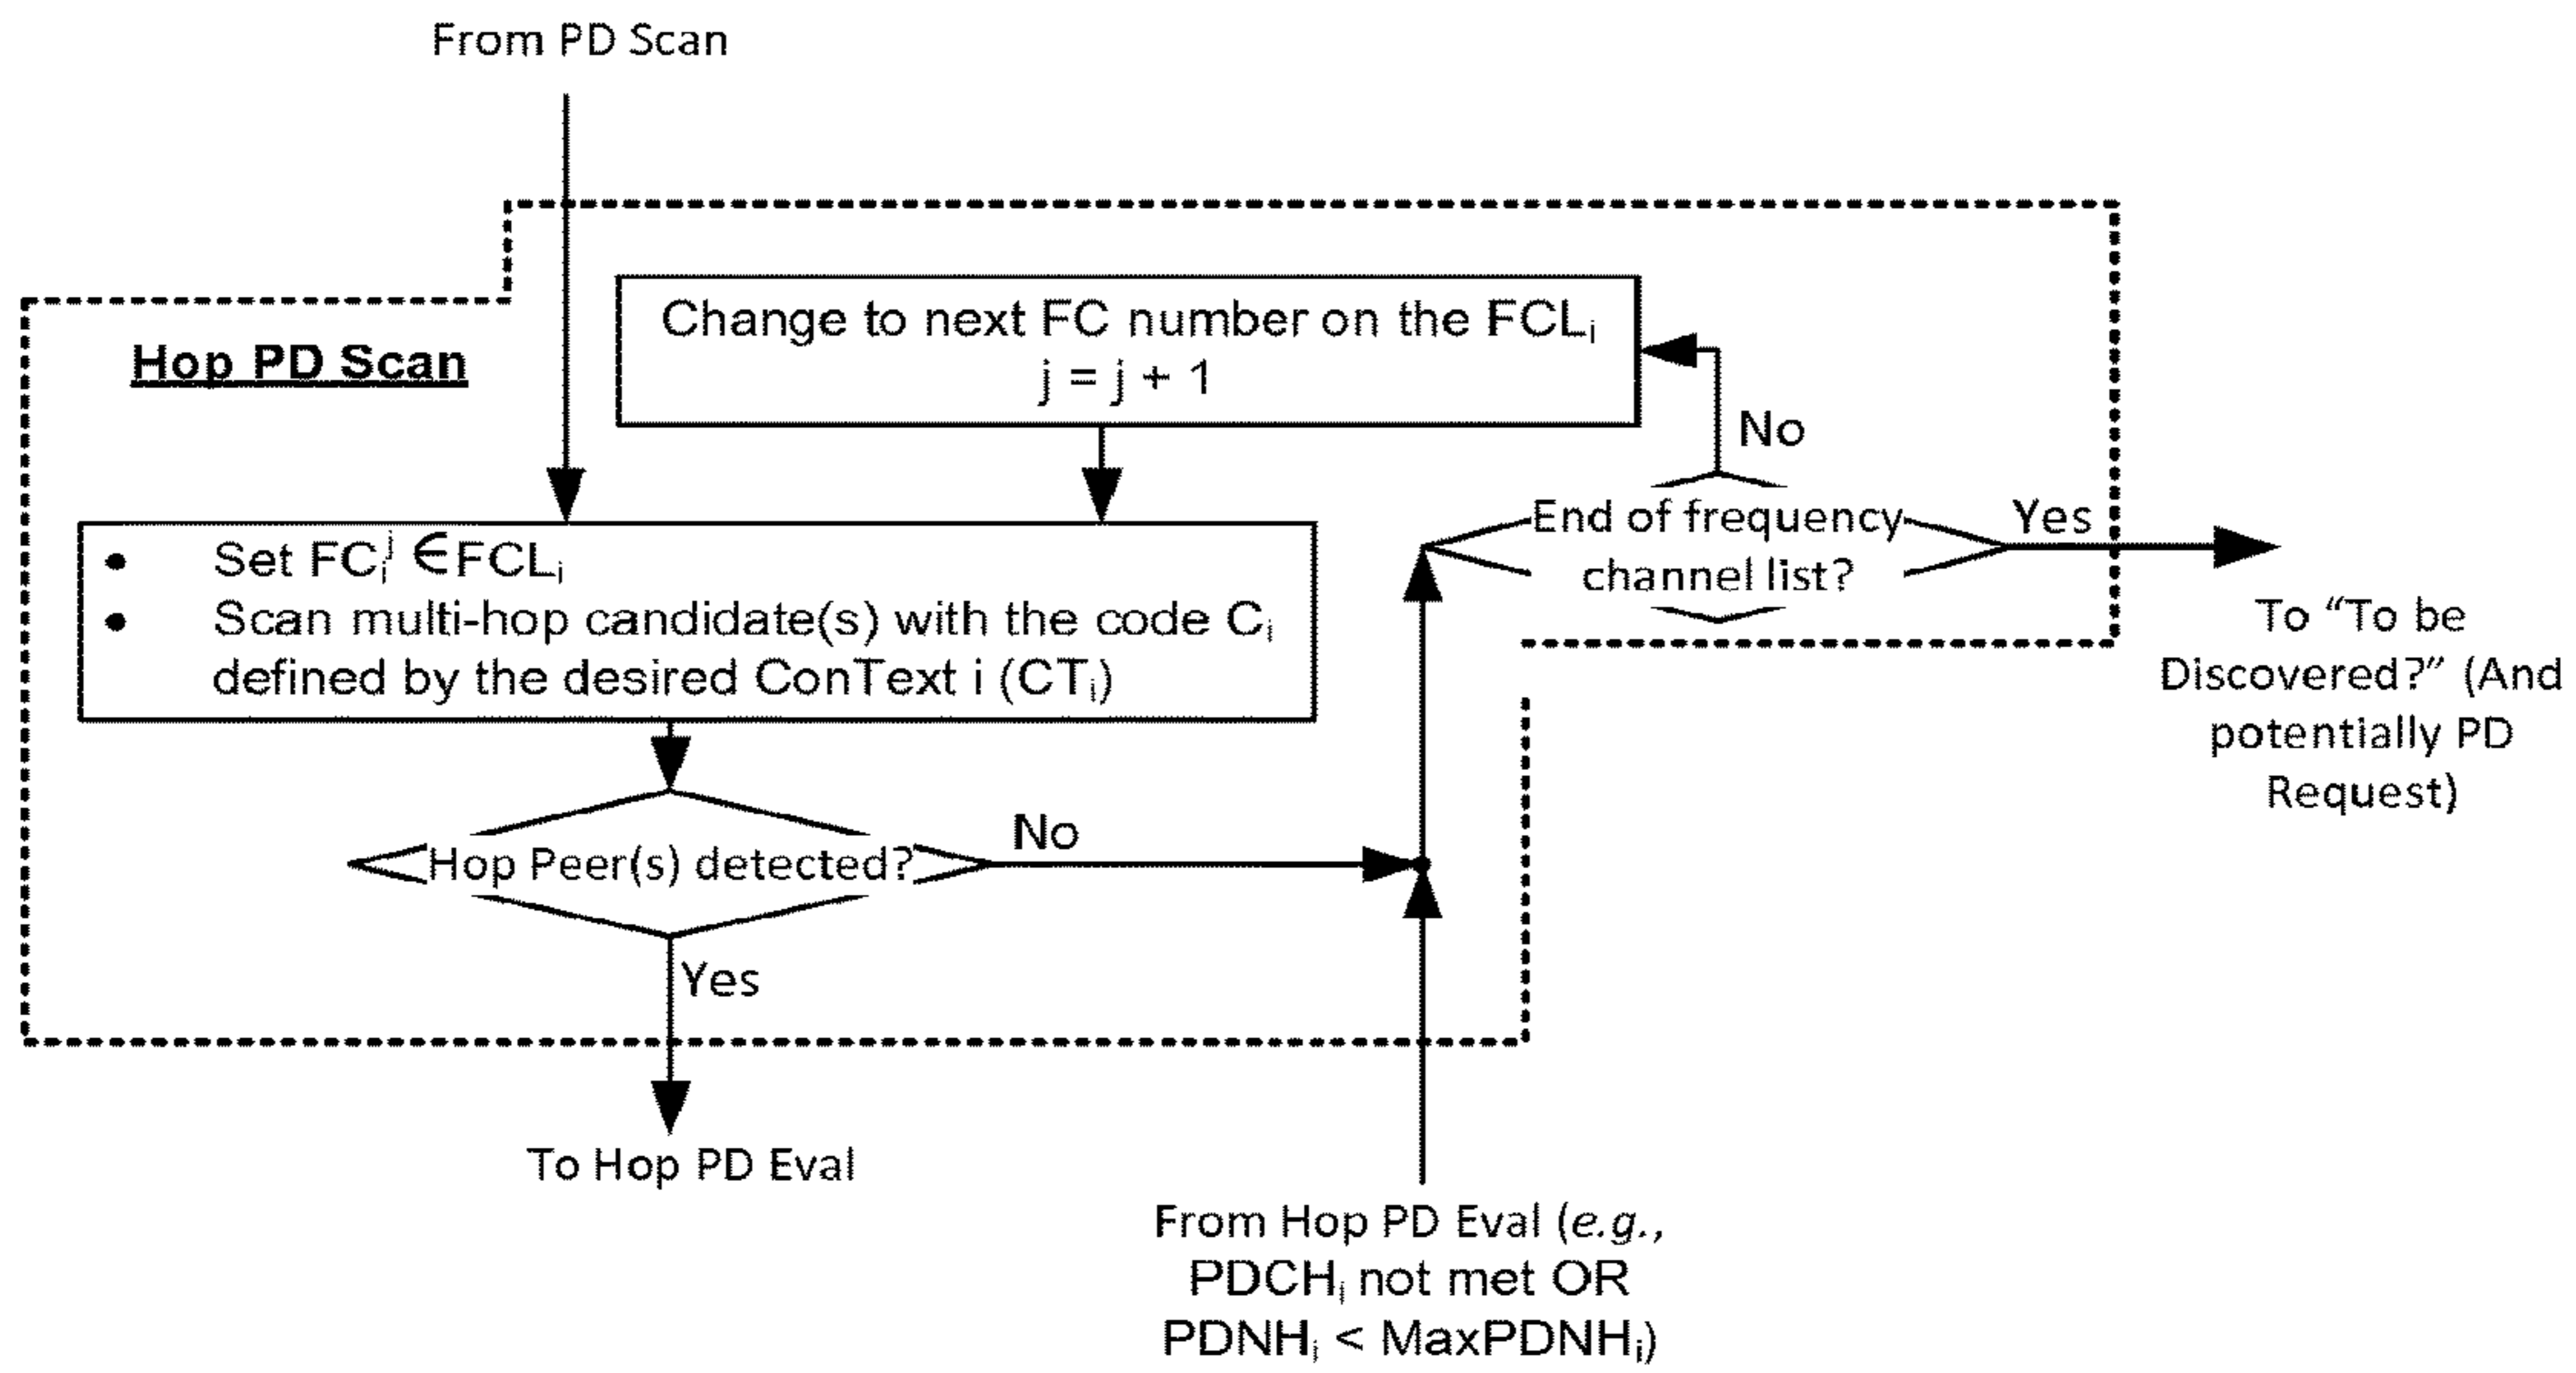 From PD Scan
Hop PD Scan
Change to next FC number on the FCLᵢ
j = j + 1
No
End of frequency
channel list?
Yes
To “To be
Discovered?” (And
potentially PD
Request)
• Set FCᵢʲ ∈FCLᵢ
• Scan multi-hop candidate(s) with the code Cᵢ
defined by the desired ConText i (CTᵢ)
Hop Peer(s) detected?
No
Yes
To Hop PD Eval
From Hop PD Eval (e.g.,
PDCHᵢ not met OR
PDNHᵢ < MaxPDNHᵢ)